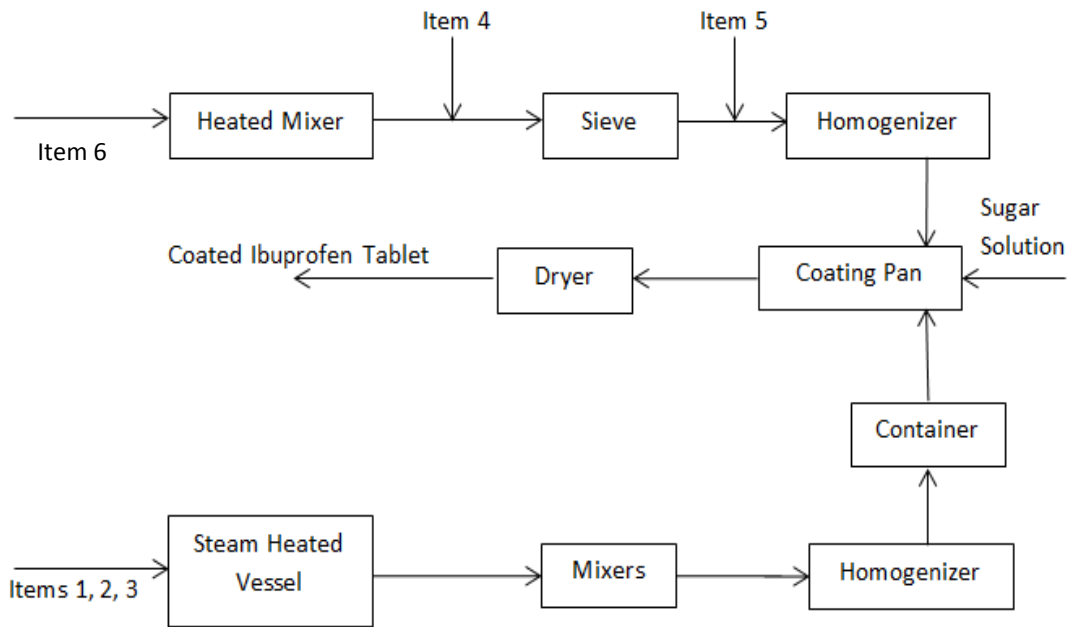 Item 4
Item 5
Heated Mixer
Sieve
Homogenizer
Item 6
Sugar
Solution
Coated Ibuprofen Tablet
Dryer
Coating Pan
Container
Steam Heated
Vessel
Mixers
Homogenizer
Items 1, 2, 3